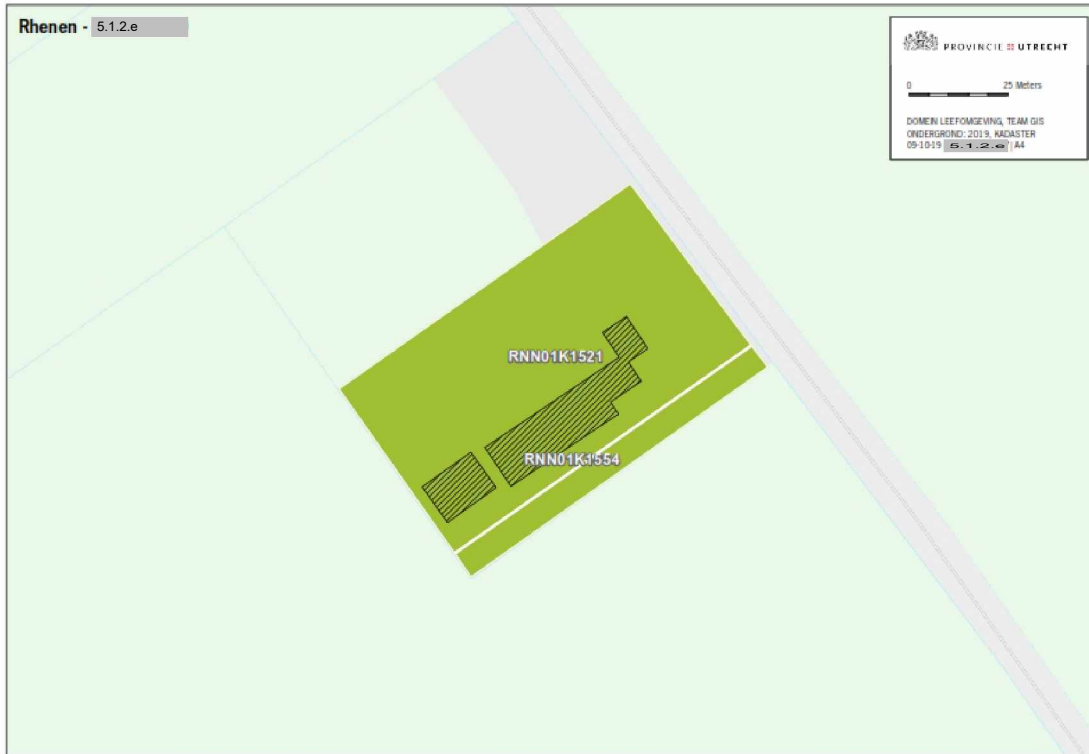 Rhenen - 5.1.2.e
PROVINCIE UTRECHT
0 25 Meters
DOMEIN LEEFOMGEVING, TEAM GIS
ONDERGROND: 2019, KADASTER
09-10-19 5.1.2.e | A4
RNN01K1521
RNN01K1554